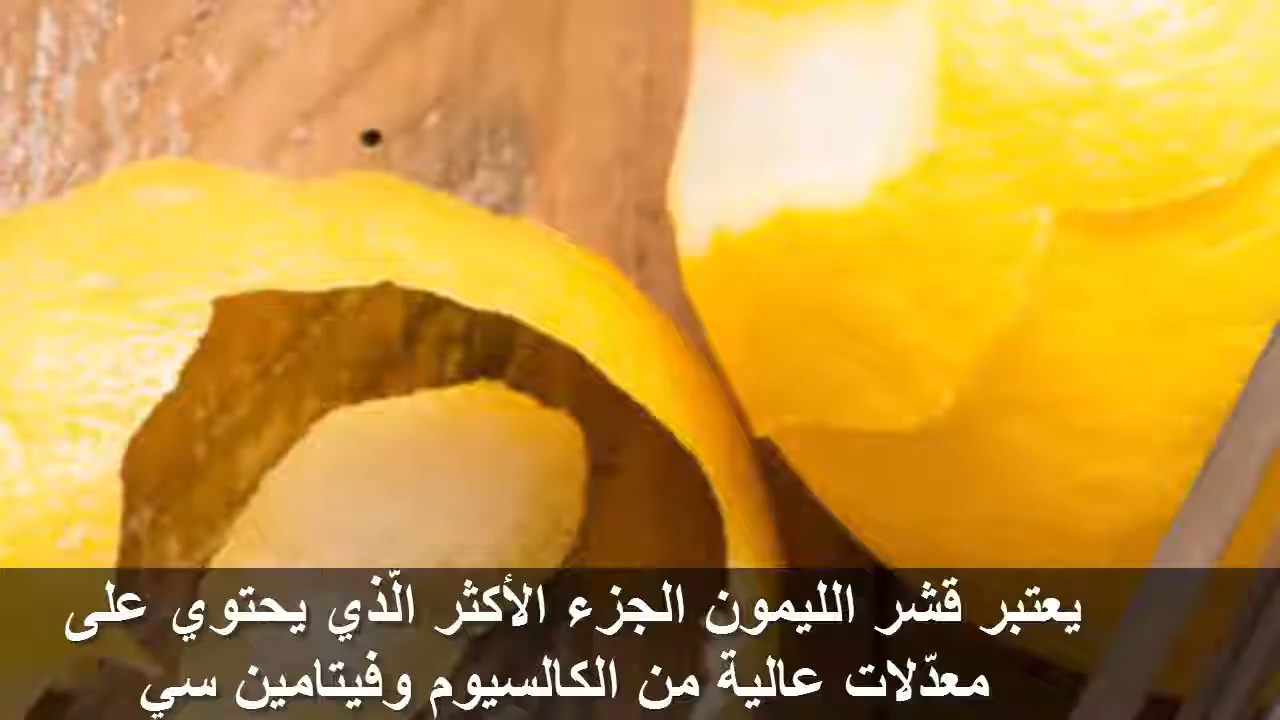 يعتبر قشر الليمون الجزء الأكثر الّذي يحتوي على
معدّلات عالية من الكالسيوم وفيتامين سي